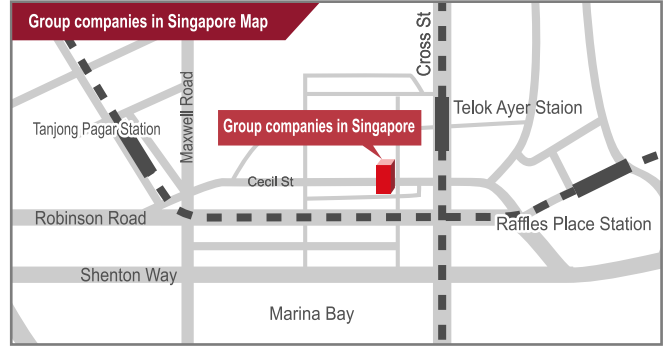 Group companies in Singapore Map
Cross St
Maxwell Road
Telok Ayer Staion
Tanjong Pagar Station
Group companies in Singapore
Cecil St
Robinson Road
Raffles Place Station
Shenton Way
Marina Bay